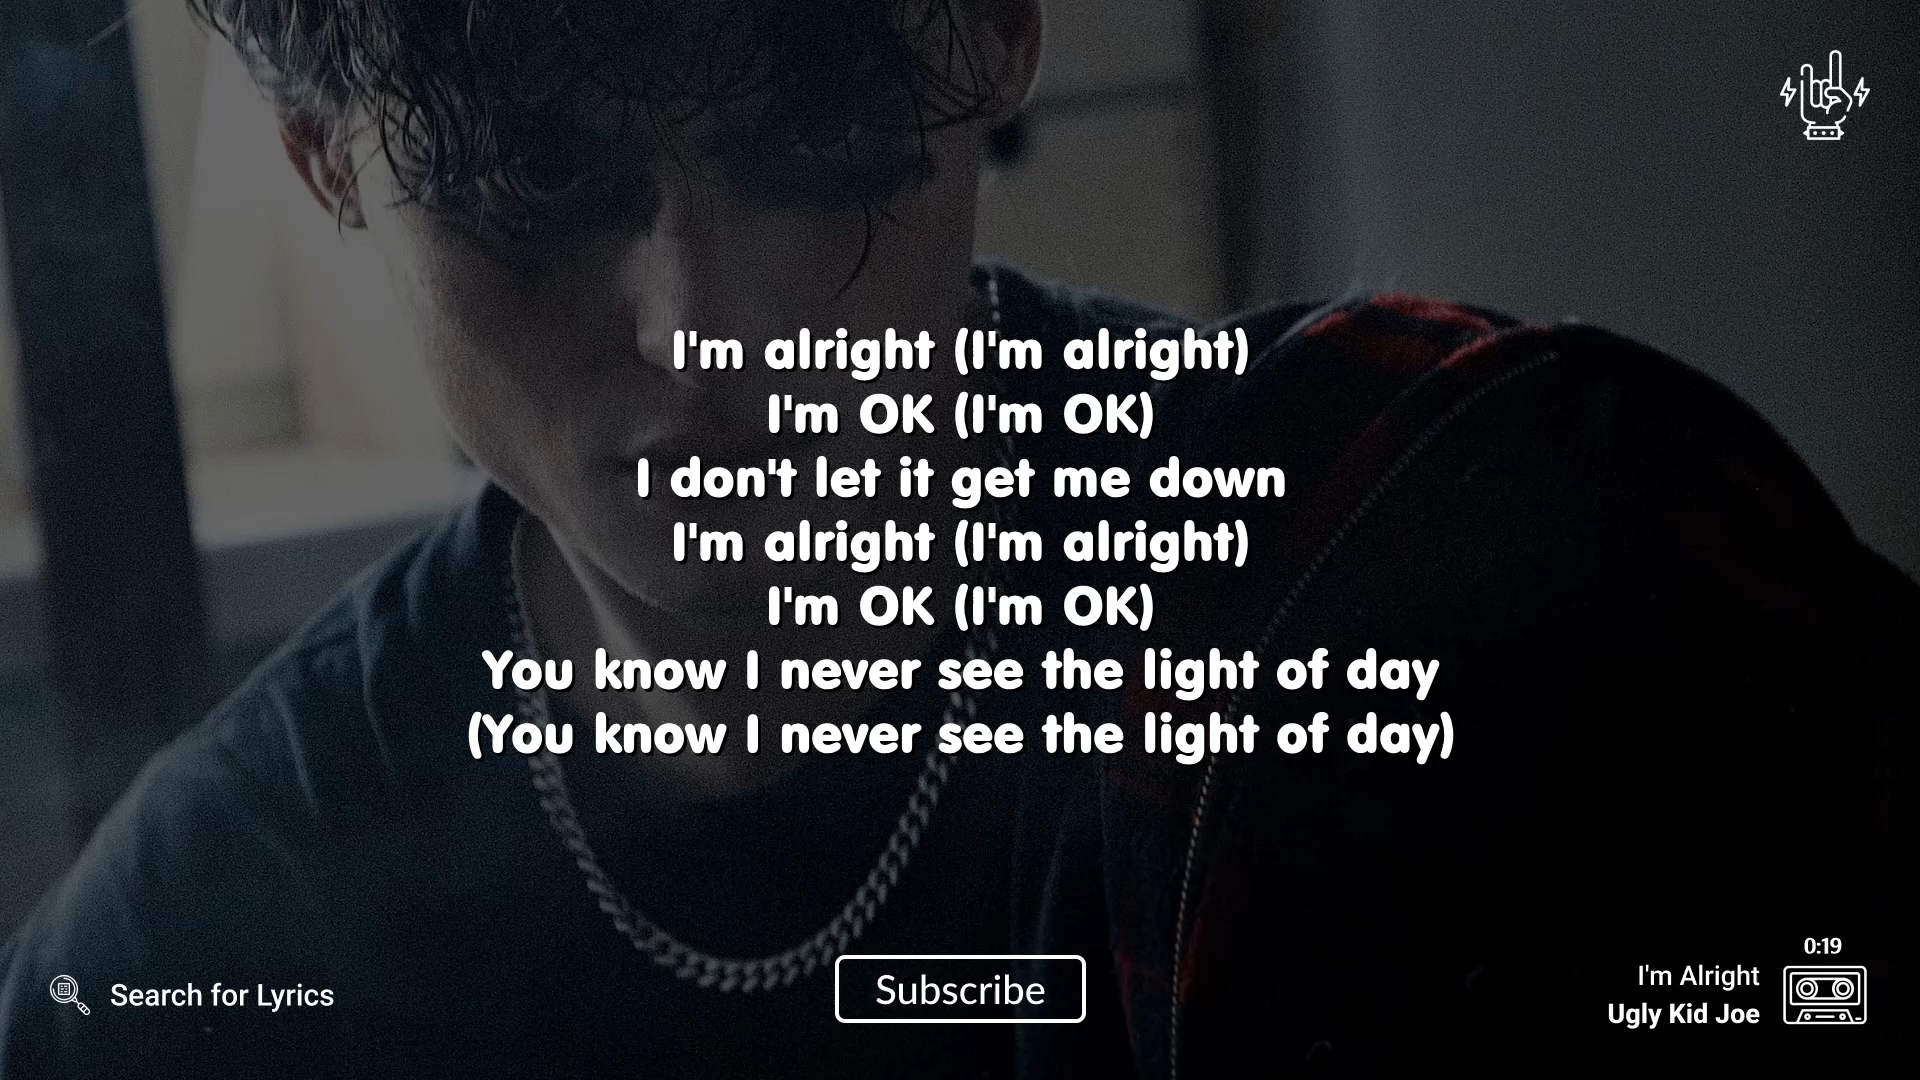 I'm alright (I'm alright)
I'm OK (I'm OK)
I don't let it get me down
I'm alright (I'm alright)
I'm OK (I'm OK)
You know I never see the light of day
(You know I never see the light of day)
Search for Lyrics
Subscribe
0:19
I'm Alright
Ugly Kid Joe